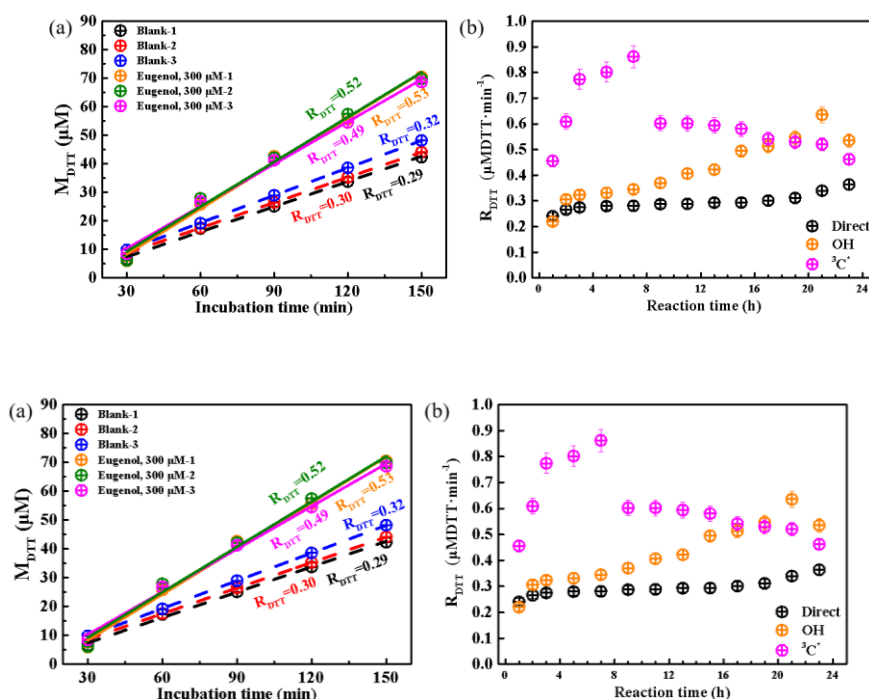 (a)
M_DTT (μM)
90
80
70
60
50
40
30
20
10
0
Blank-1
Blank-2
Blank-3
Eugenol, 300 μM-1
Eugenol, 300 μM-2
Eugenol, 300 μM-3
R_DTT=0.52
R_DTT=0.53
R_DTT=0.49
R_DTT=0.32
R_DTT=0.30
R_DTT=0.29
30 60 90 120 150
Incubation time (min)
(b)
R_DTT (μMDTT·min⁻¹)
1.0
0.9
0.8
0.7
0.6
0.5
0.4
0.3
0.2
0.1
0.0
Direct
OH
³C*
0 4 8 12 16 20 24
Reaction time (h)
(a)
M_DTT (μM)
90
80
70
60
50
40
30
20
10
0
Blank-1
Blank-2
Blank-3
Eugenol, 300 μM-1
Eugenol, 300 μM-2
Eugenol, 300 μM-3
R_DTT=0.52
R_DTT=0.53
R_DTT=0.49
R_DTT=0.32
R_DTT=0.30
R_DTT=0.29
30 60 90 120 150
Incubation time (min)
(b)
R_DTT (μMDTT·min⁻¹)
1.0
0.9
0.8
0.7
0.6
0.5
0.4
0.3
0.2
0.1
0.0
Direct
OH
³C*
0 4 8 12 16 20 24
Reaction time (h)